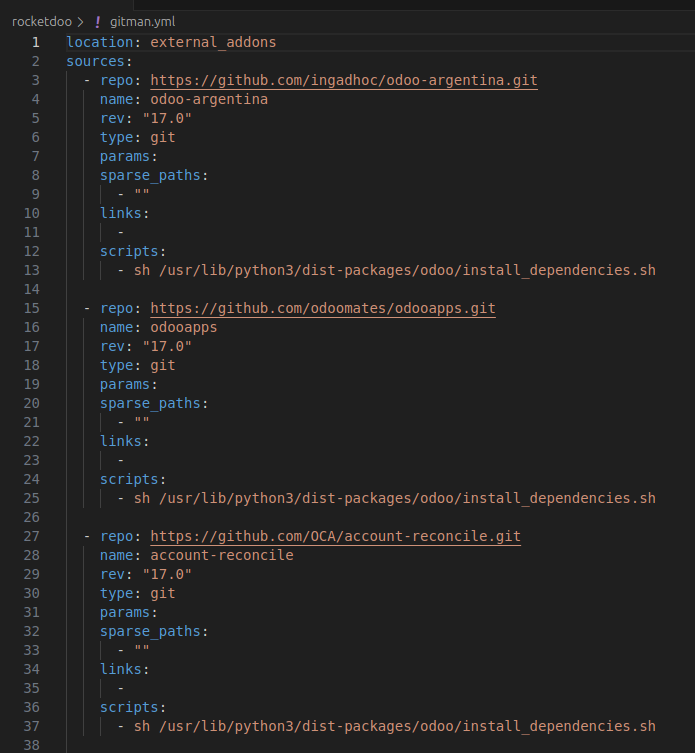 rocketdoo > ! gitman.yml
1 location: external_addons
2 sources:
3   - repo: https://github.com/ingadhoc/odoo-argentina.git
4     name: odoo-argentina
5     rev: "17.0"
6     type: git
7     params:
8     sparse_paths:
9       - ""
10     links:
11       -
12     scripts:
13       - sh /usr/lib/python3/dist-packages/odoo/install_dependencies.sh
14
15   - repo: https://github.com/odoomates/odooapps.git
16     name: odooapps
17     rev: "17.0"
18     type: git
19     params:
20     sparse_paths:
21       - ""
22     links:
23       -
24     scripts:
25       - sh /usr/lib/python3/dist-packages/odoo/install_dependencies.sh
26
27   - repo: https://github.com/OCA/account-reconcile.git
28     name: account-reconcile
29     rev: "17.0"
30     type: git
31     params:
32     sparse_paths:
33       - ""
34     links:
35       -
36     scripts:
37       - sh /usr/lib/python3/dist-packages/odoo/install_dependencies.sh
38